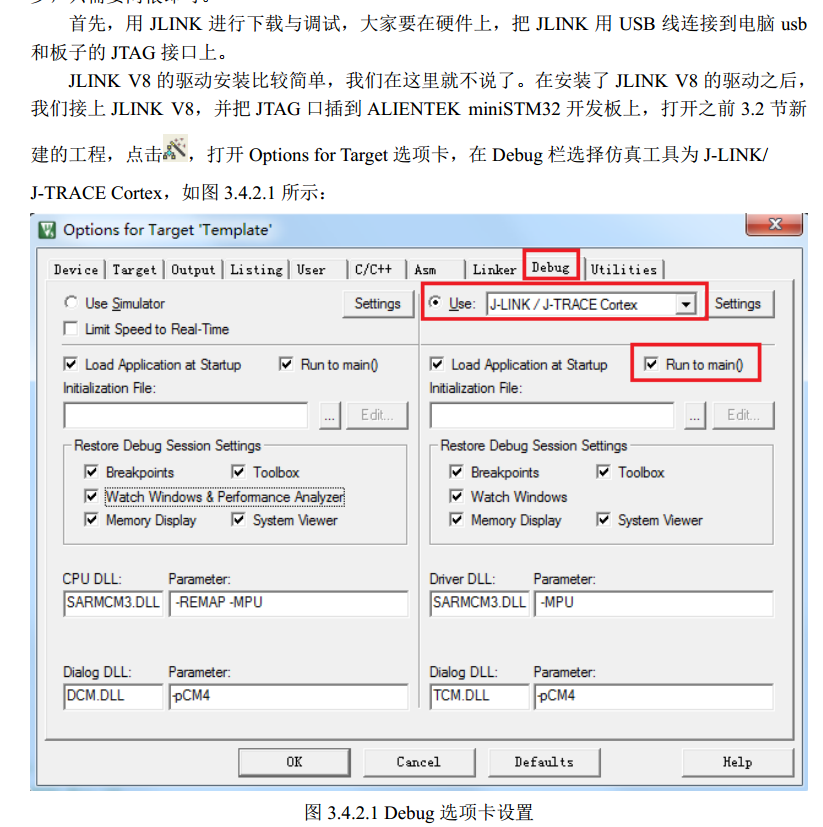 首先，用 JLINK 进行下载与调试，大家要在硬件上，把 JLINK 用 USB 线连接到电脑 usb
和板子的 JTAG 接口上。
JLINK V8 的驱动安装比较简单，我们在这里就不说了。在安装了 JLINK V8 的驱动之后，
我们接上 JLINK V8，并把 JTAG 口插到 ALIENTEK miniSTM32 开发板上，打开之前 3.2 节新
建的工程，点击，打开 Options for Target 选项卡，在 Debug 栏选择仿真工具为 J-LINK/
J-TRACE Cortex，如图 3.4.2.1 所示：
Options for Target 'Template'
Device Target Output Listing User C/C++ Asm Linker Debug Utilities
Use Simulator Settings Use: J-LINK / J-TRACE Cortex Settings
Limit Speed to Real-Time
Load Application at Startup Run to main() Load Application at Startup Run to main()
Initialization File: Initialization File:
... Edit... ... Edit...
Restore Debug Session Settings Restore Debug Session Settings
Breakpoints Toolbox Breakpoints Toolbox
Watch Windows & Performance Analyzer Watch Windows
Memory Display System Viewer Memory Display System Viewer
CPU DLL: Parameter: Driver DLL: Parameter:
SARMCM3.DLL -REMAP -MPU SARMCM3.DLL -MPU
Dialog DLL: Parameter: Dialog DLL: Parameter:
DCM.DLL -pCM4 TCM.DLL -pCM4
OK Cancel Defaults Help
图 3.4.2.1 Debug 选项卡设置